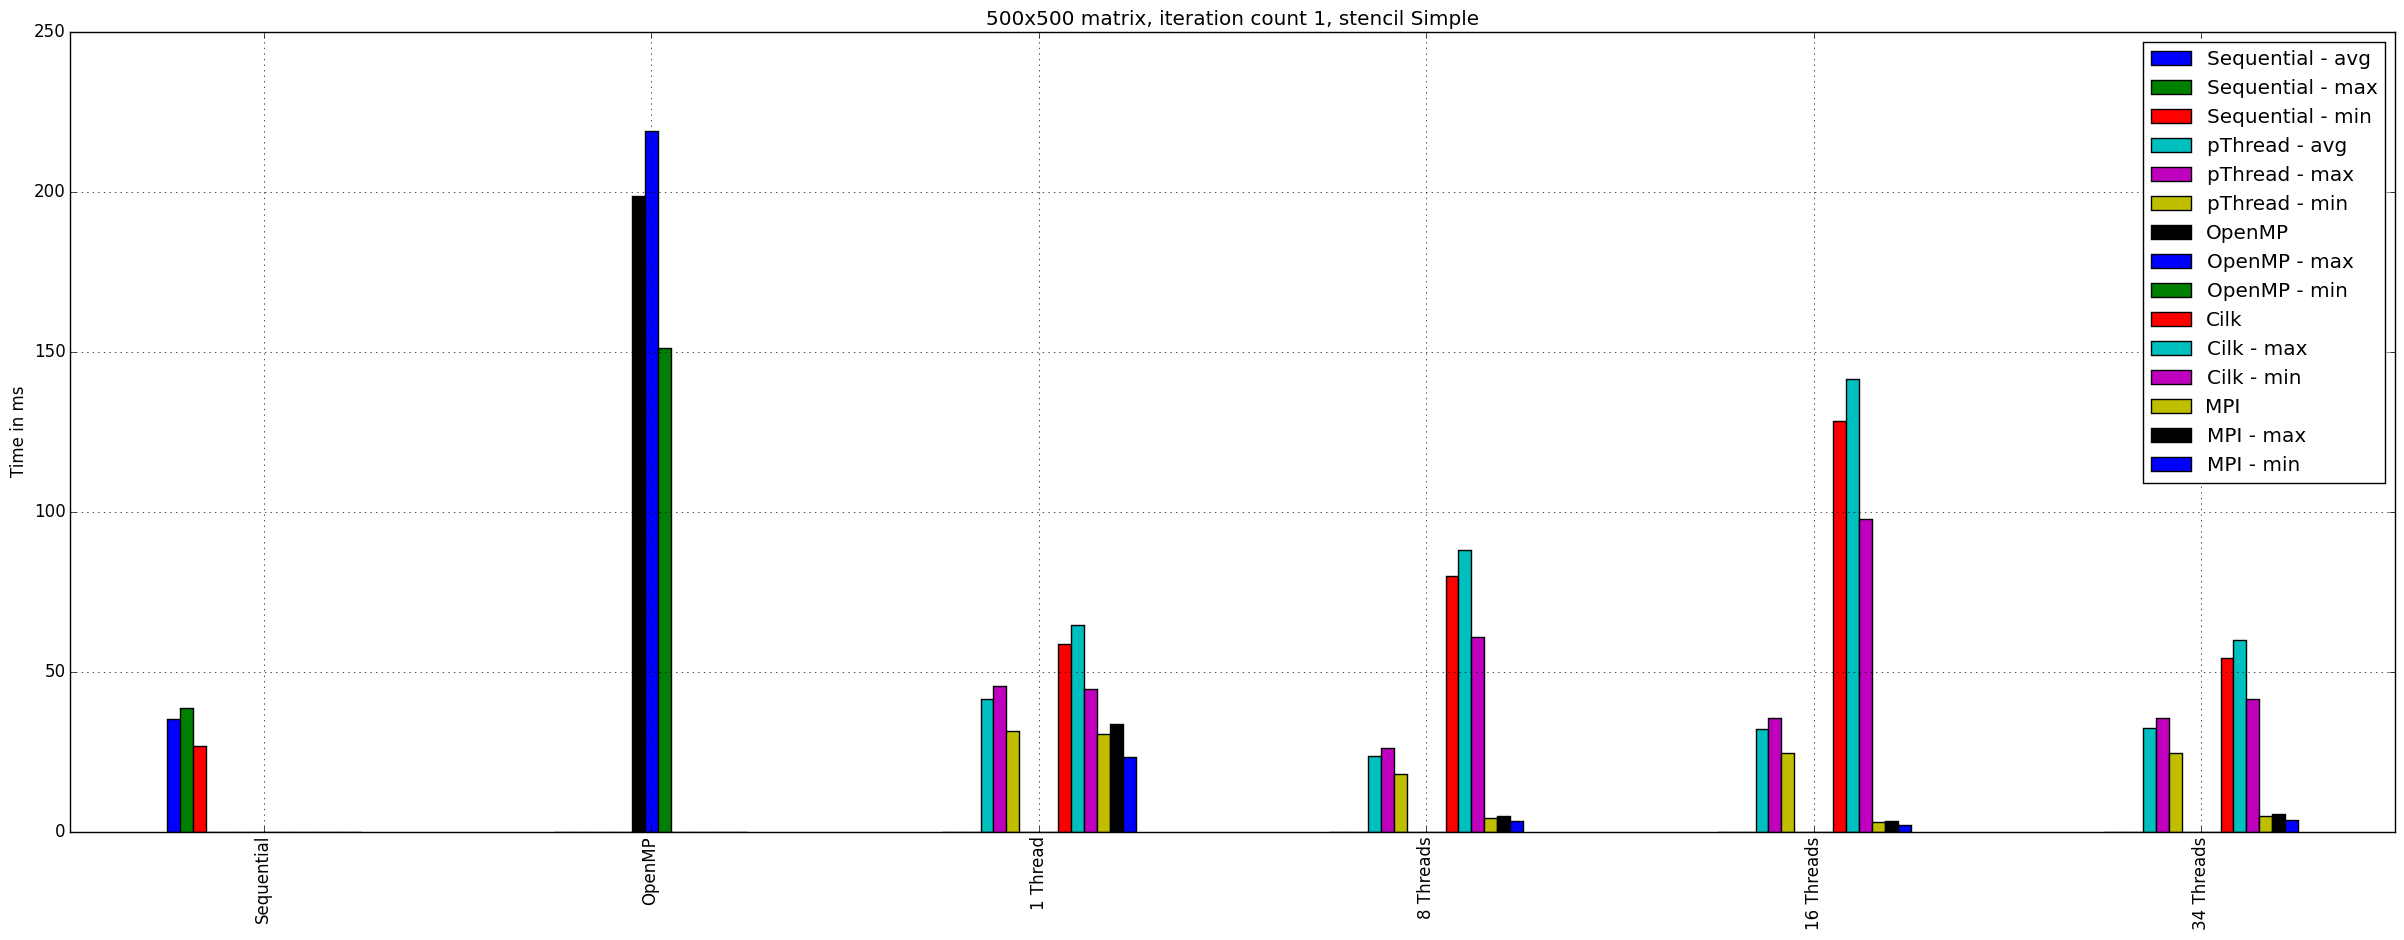 500x500 matrix, iteration count 1, stencil Simple
250
200
150
100
50
0
Time in ms
Sequential - avg
Sequential - max
Sequential - min
pThread - avg
pThread - max
pThread - min
OpenMP
OpenMP - max
OpenMP - min
Cilk
Cilk - max
Cilk - min
MPI
MPI - max
MPI - min
Sequential
OpenMP
1 Thread
8 Threads
16 Threads
34 Threads